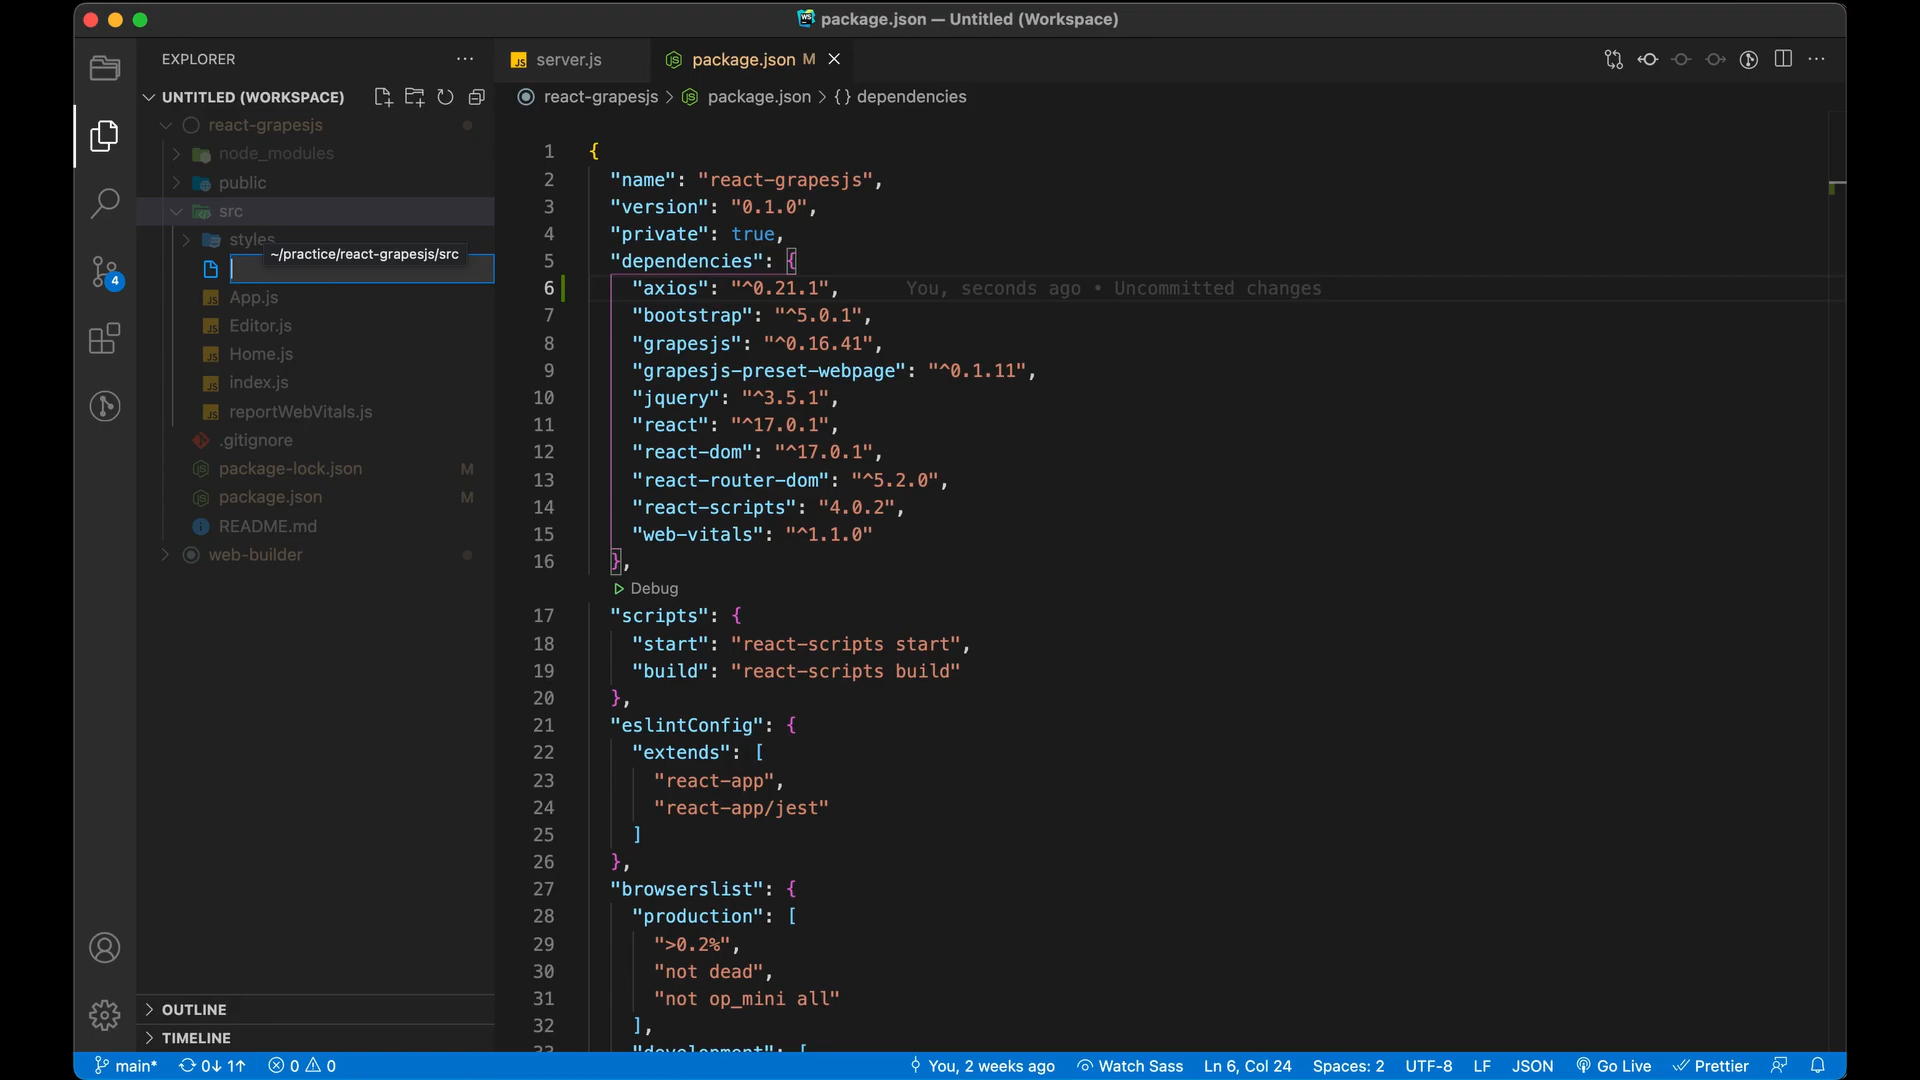 package.json — Untitled (Workspace)
EXPLORER
server.js
package.json M
UNTITLED (WORKSPACE)
react-grapesjs
package.json
{} dependencies
react-grapesjs
node_modules
public
src
styles
~/practice/react-grapesjs/src
App.js
Editor.js
Home.js
index.js
reportWebVitals.js
.gitignore
package-lock.json M
package.json M
README.md
web-builder
OUTLINE
TIMELINE
4
1 {
2 "name": "react-grapesjs",
3 "version": "0.1.0",
4 "private": true,
5 "dependencies": {
6 "axios": "^0.21.1", You, seconds ago • Uncommitted changes
7 "bootstrap": "^5.0.1",
8 "grapesjs": "^0.16.41",
9 "grapesjs-preset-webpage": "^0.1.11",
10 "jquery": "^3.5.1",
11 "react": "^17.0.1",
12 "react-dom": "^17.0.1",
13 "react-router-dom": "^5.2.0",
14 "react-scripts": "4.0.2",
15 "web-vitals": "^1.1.0"
16 },
Debug
17 "scripts": {
18 "start": "react-scripts start",
19 "build": "react-scripts build"
20 },
21 "eslintConfig": {
22 "extends": [
23 "react-app",
24 "react-app/jest"
25 ]
26 },
27 "browserslist": {
28 "production": [
29 ">0.2%",
30 "not dead",
31 "not op_mini all"
32 ],
33 "development": [
main* 0↓ 1↑ 0 0 You, 2 weeks ago Watch Sass Ln 6, Col 24 Spaces: 2 UTF-8 LF JSON Go Live Prettier